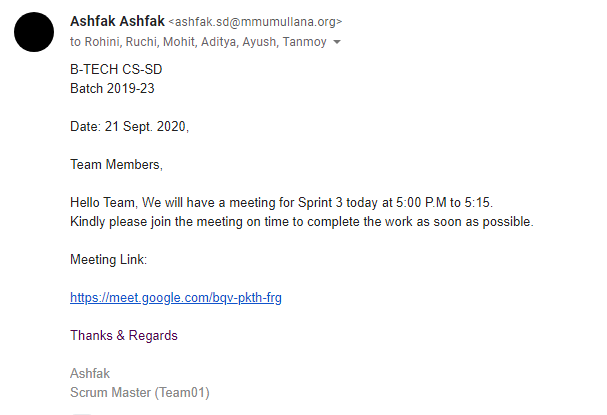 Ashfak Ashfak <ashfak.sd@mmumullana.org>
to Rohini, Ruchi, Mohit, Aditya, Ayush, Tanmoy
B-TECH CS-SD
Batch 2019-23
Date: 21 Sept. 2020,
Team Members,
Hello Team, We will have a meeting for Sprint 3 today at 5:00 P.M to 5:15.
Kindly please join the meeting on time to complete the work as soon as possible.
Meeting Link:
https://meet.google.com/bqv-pkth-frg
Thanks & Regards
Ashfak
Scrum Master (Team01)